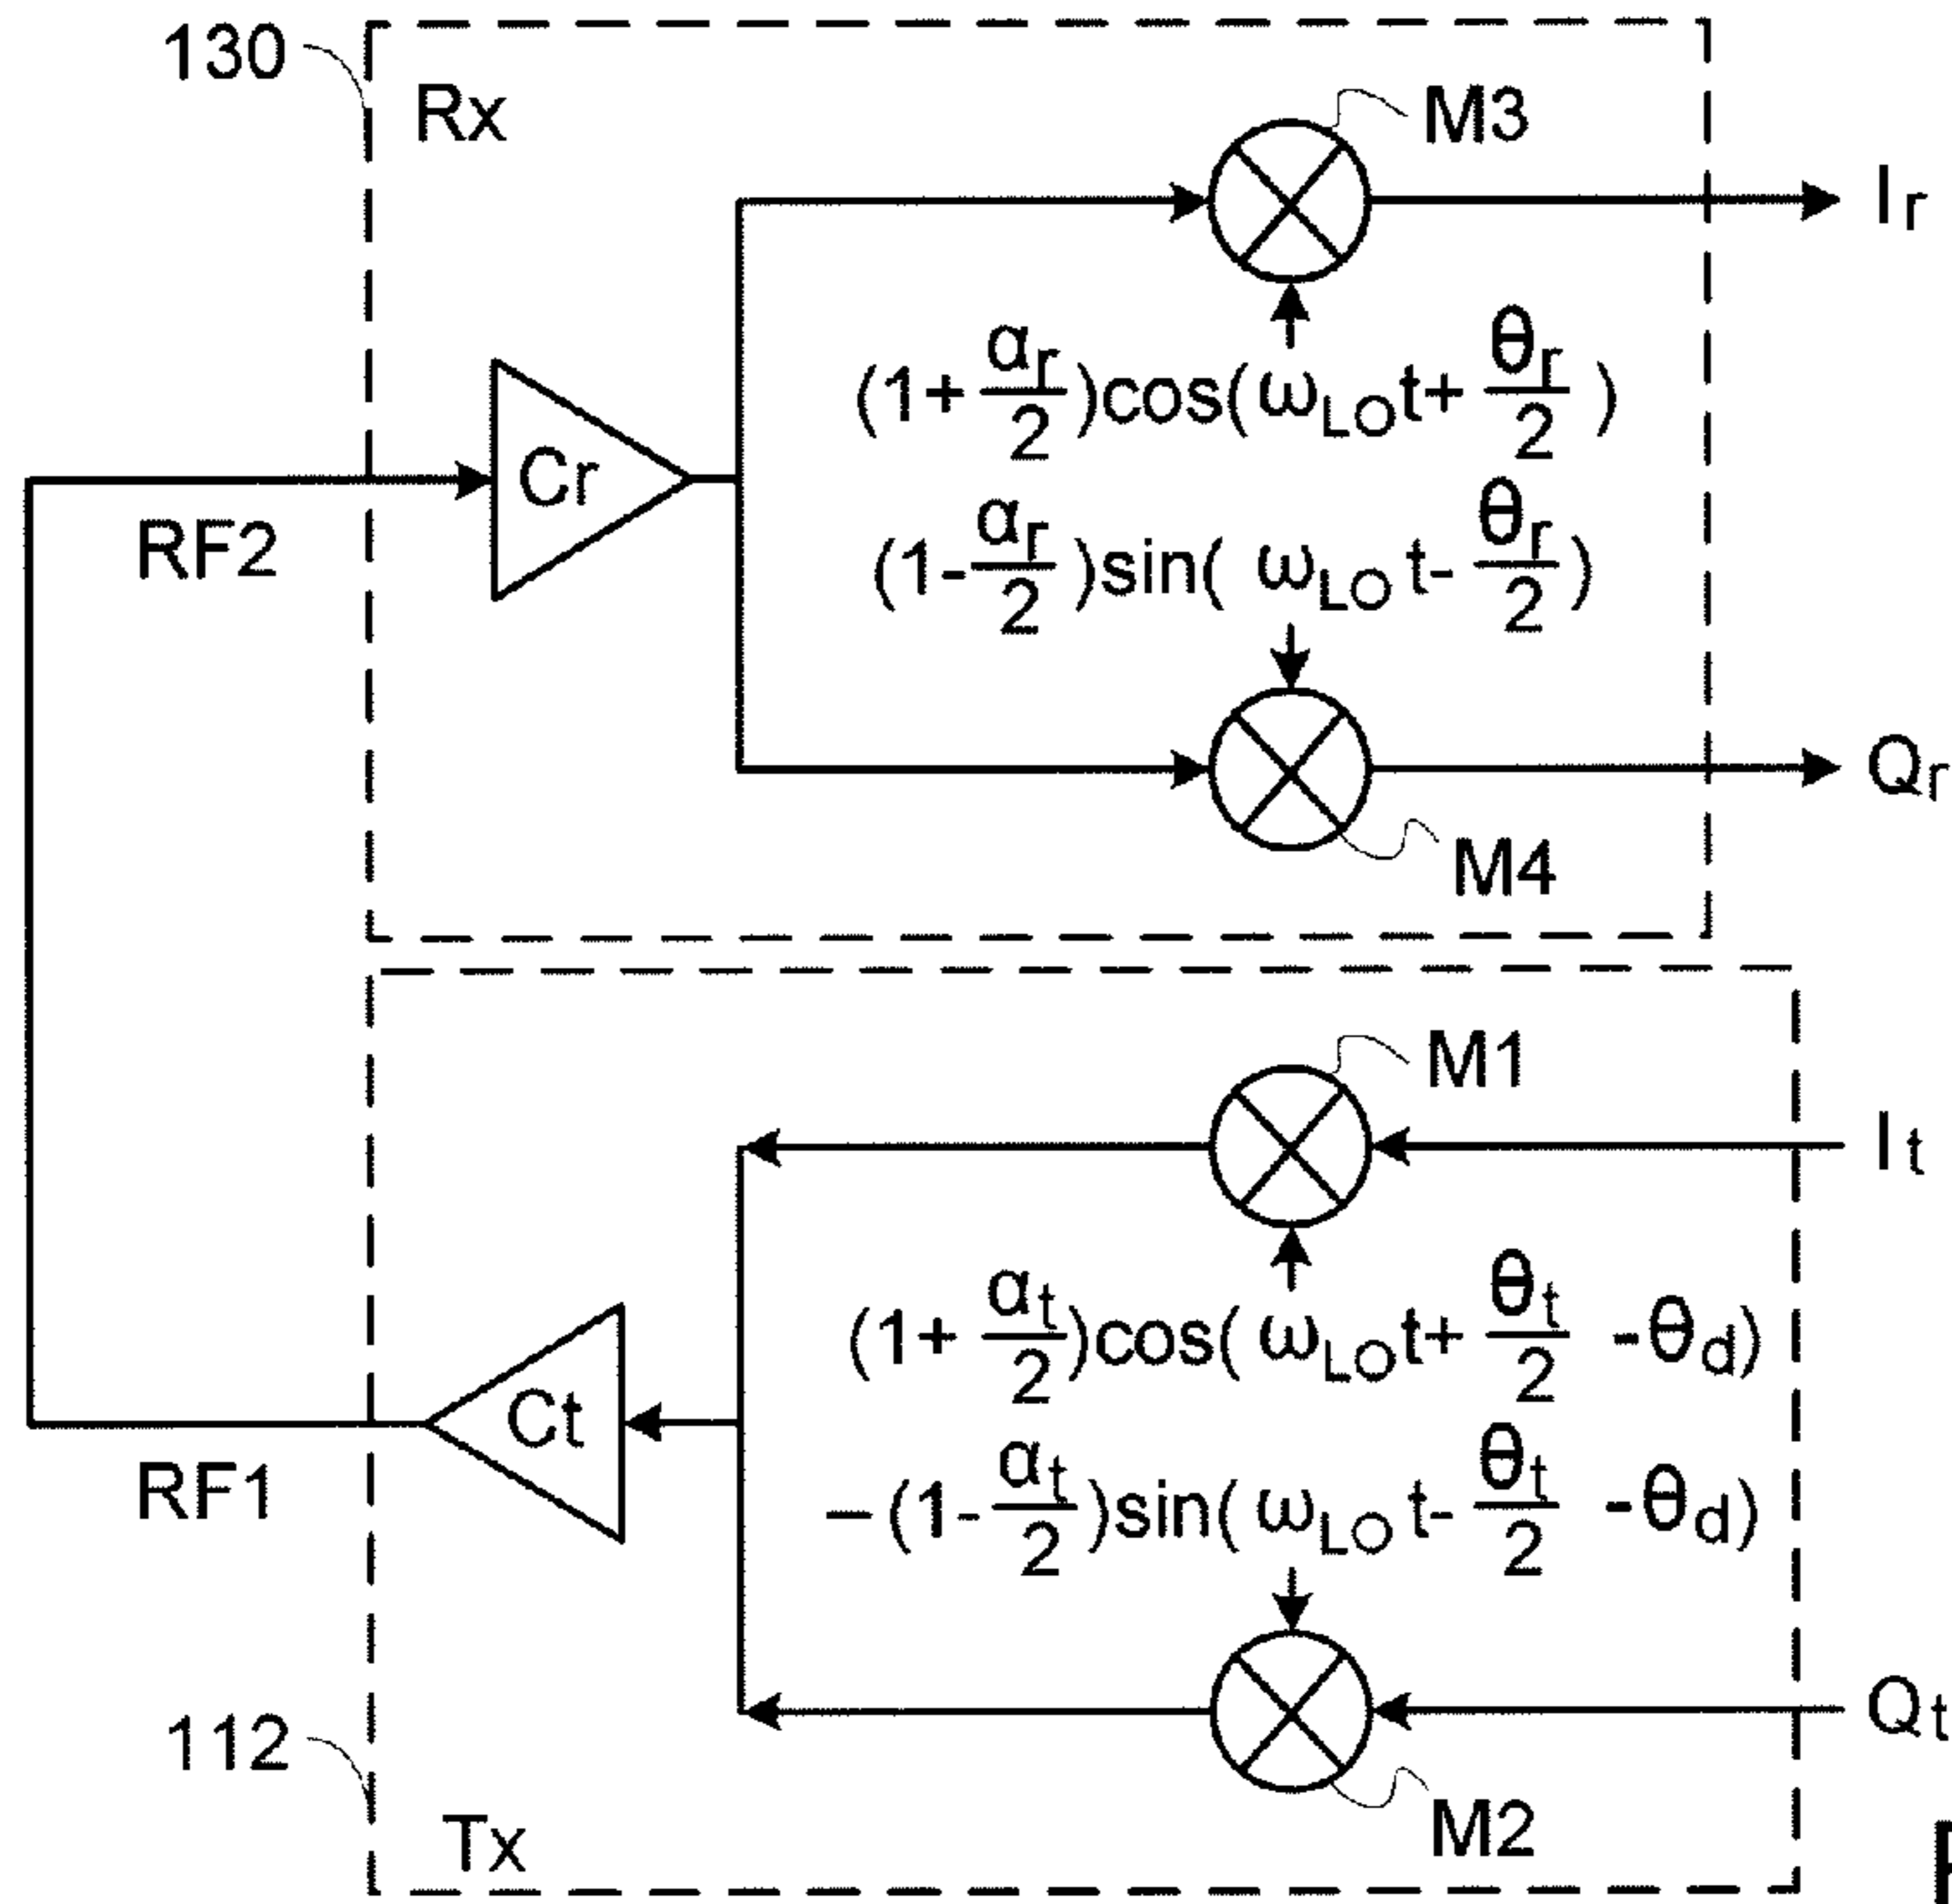 130
Rx
M3
Ir
(1+αr/2)cos(ωLOt+θr/2)
Cr
RF2
(1-αr/2)sin(ωLOt-θr/2)
Qr
M4
M1
It
(1+αt/2)cos(ωLOt+θt/2-θd)
Ct
RF1
−(1-αt/2)sin(ωLOt-θt/2-θd)
Qt
112
M2
Tx